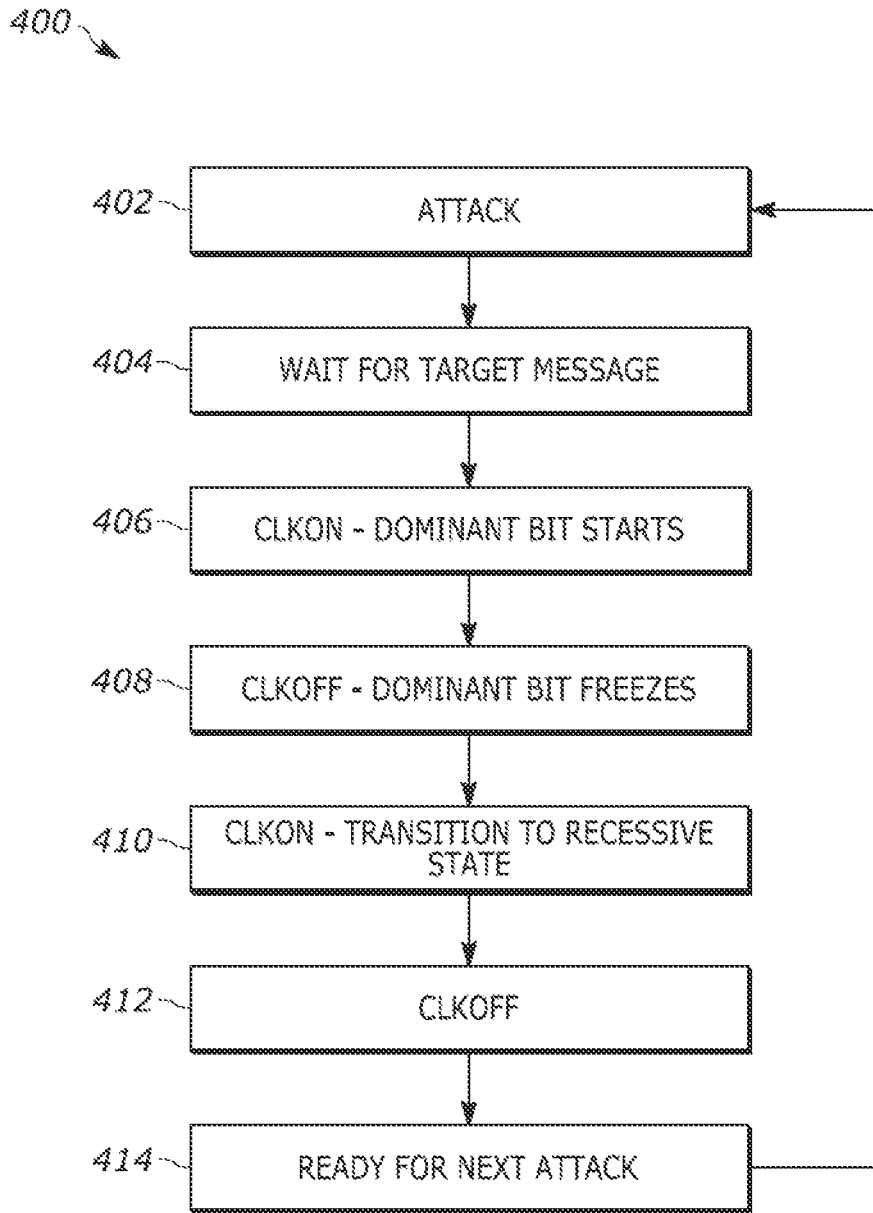 400
402
ATTACK
404
WAIT FOR TARGET MESSAGE
406
CLKON - DOMINANT BIT STARTS
408
CLKOFF - DOMINANT BIT FREEZES
410
CLKON - TRANSITION TO RECESSIVE
STATE
412
CLKOFF
414
READY FOR NEXT ATTACK